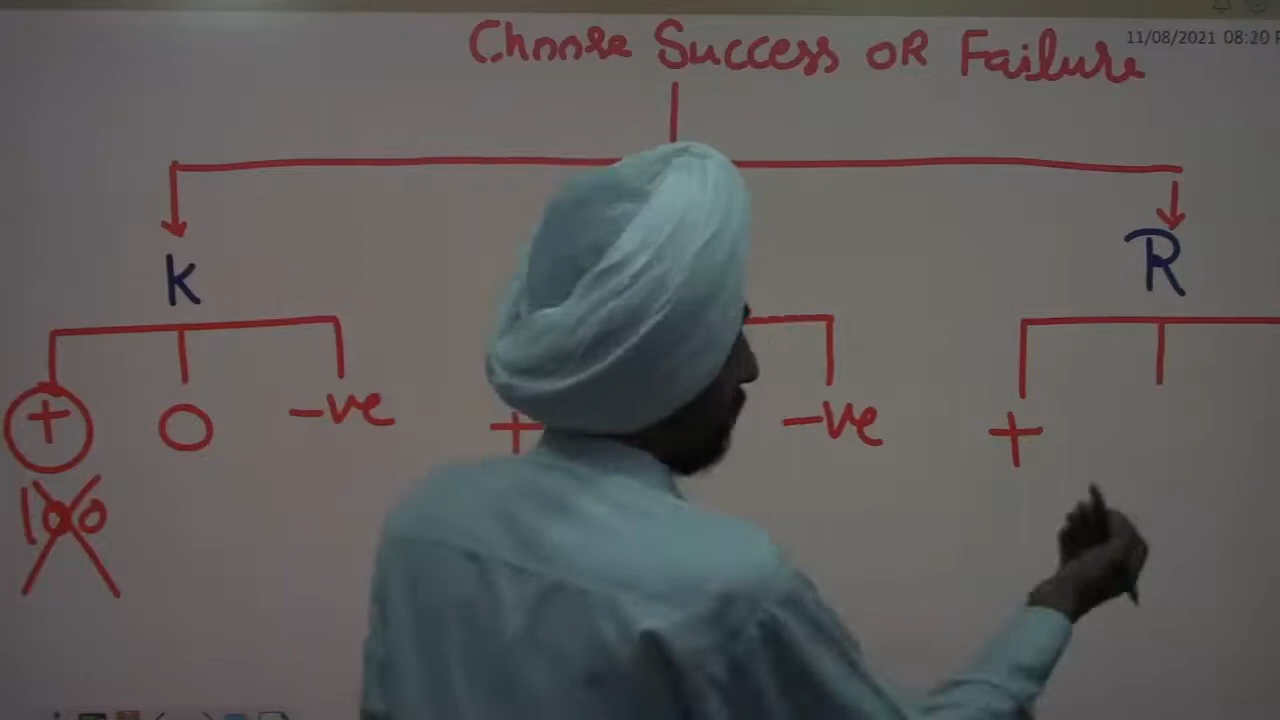 Choose Success OR Failure
11/08/2021 08:20
K
R
+
O
-ve
+
-ve
+
100